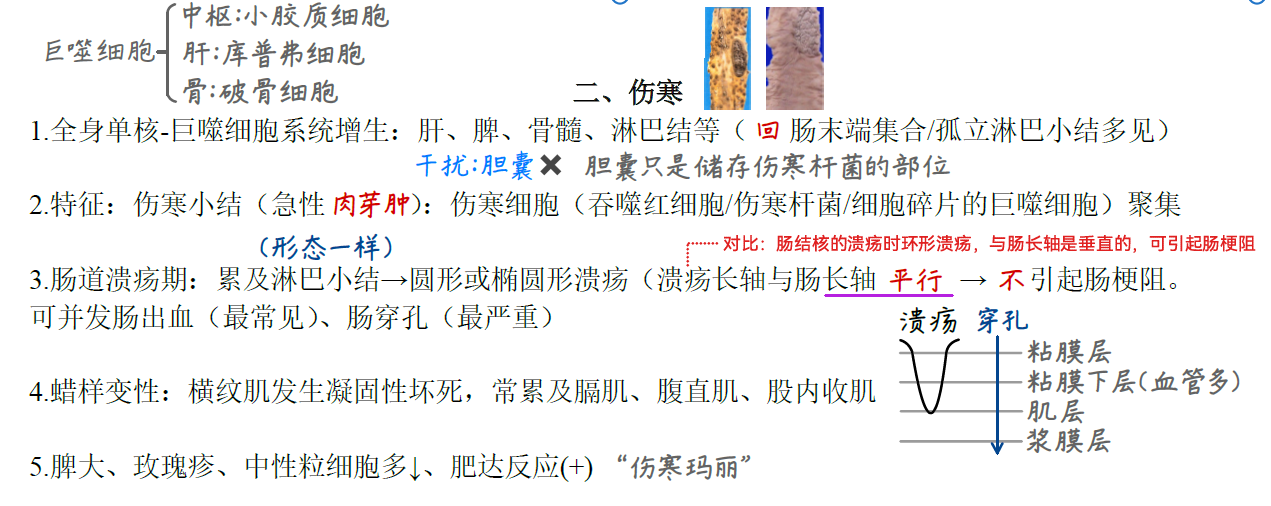 巨噬细胞
中枢:小胶质细胞
肝:库普弗细胞
骨:破骨细胞
二、伤寒
1.全身单核-巨噬细胞系统增生：肝、脾、骨髓、淋巴结等（ 回 肠末端集合/孤立淋巴小结多见）
干扰:胆囊✖ 胆囊只是储存伤寒杆菌的部位
2.特征：伤寒小结（急性 肉芽肿）：伤寒细胞（吞噬红细胞/伤寒杆菌/细胞碎片的巨噬细胞）聚集
(形态一样)
对比：肠结核的溃疡时环形溃疡，与肠长轴是垂直的，可引起肠梗阻
3.肠道溃疡期：累及淋巴小结→圆形或椭圆形溃疡（溃疡长轴与肠长轴 平行 → 不 引起肠梗阻。
可并发肠出血（最常见）、肠穿孔（最严重）
溃疡 穿孔
粘膜层
粘膜下层(血管多)
肌层
浆膜层
4.蜡样变性：横纹肌发生凝固性坏死，常累及膈肌、腹直肌、股内收肌
5.脾大、玫瑰疹、中性粒细胞多↓、肥达反应(+) “伤寒玛丽”